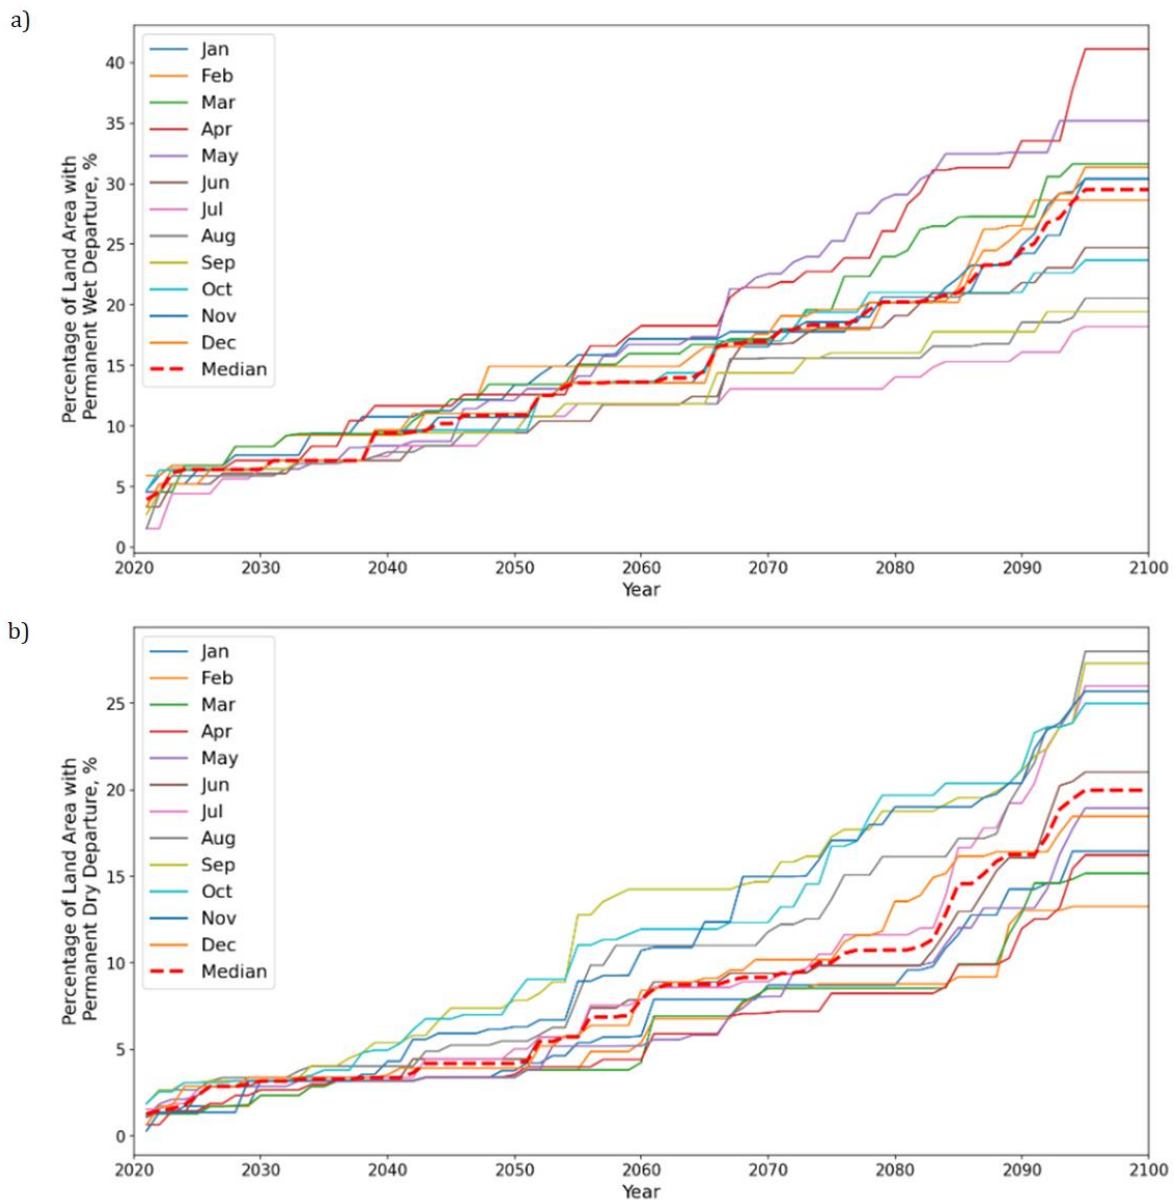 a)
Percentage of Land Area with
Permanent Wet Departure, %
40
35
30
25
20
15
10
5
0
Jan
Feb
Mar
Apr
May
Jun
Jul
Aug
Sep
Oct
Nov
Dec
Median
2020 2030 2040 2050 2060 2070 2080 2090 2100
Year
b)
Percentage of Land Area with
Permanent Dry Departure, %
25
20
15
10
5
0
Jan
Feb
Mar
Apr
May
Jun
Jul
Aug
Sep
Oct
Nov
Dec
Median
2020 2030 2040 2050 2060 2070 2080 2090 2100
Year